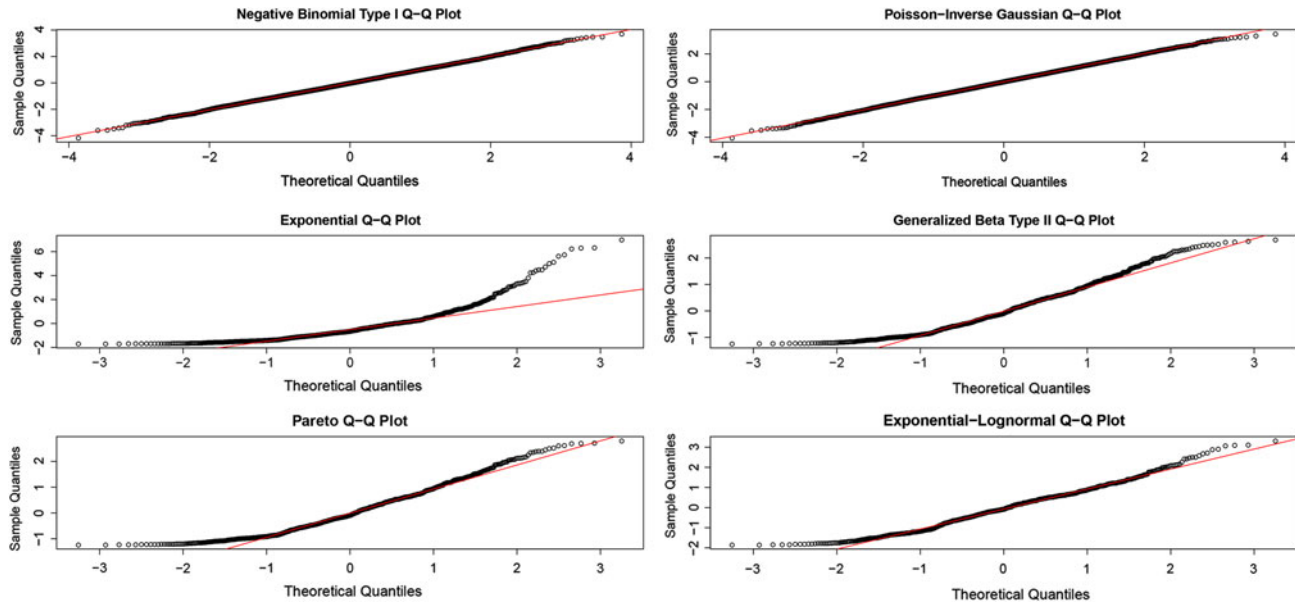 Negative Binomial Type I Q−Q Plot
Sample Quantiles
4
2
0
−2
−4
−4 −2 0 2 4
Theoretical Quantiles
Poisson−Inverse Gaussian Q−Q Plot
Sample Quantiles
4
2
0
−2
−4
−4 −2 0 2 4
Theoretical Quantiles
Exponential Q−Q Plot
Sample Quantiles
6
4
2
0
−2
−3 −2 −1 0 1 2 3
Theoretical Quantiles
Generalized Beta Type II Q−Q Plot
Sample Quantiles
2
1
0
−1
−3 −2 −1 0 1 2 3
Theoretical Quantiles
Pareto Q−Q Plot
Sample Quantiles
2
1
0
−1
−3 −2 −1 0 1 2 3
Theoretical Quantiles
Exponential−Lognormal Q−Q Plot
Sample Quantiles
3
2
1
0
−1
−2
−3 −2 −1 0 1 2 3
Theoretical Quantiles